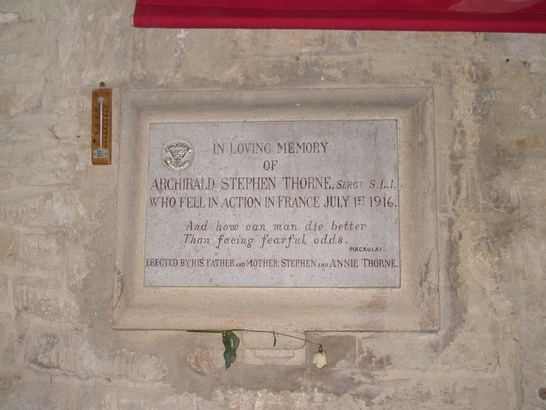 IN LOVING MEMORY
OF
ARCHIBALD STEPHEN THORNE, SERGT S.L.I.
WHO FELL IN ACTION IN FRANCE JULY 1ST 1916.
And how can man die better
Than facing fearful odds.
MACAULAY.
ERECTED BY HIS FATHER AND MOTHER STEPHEN AND ANNIE THORNE.